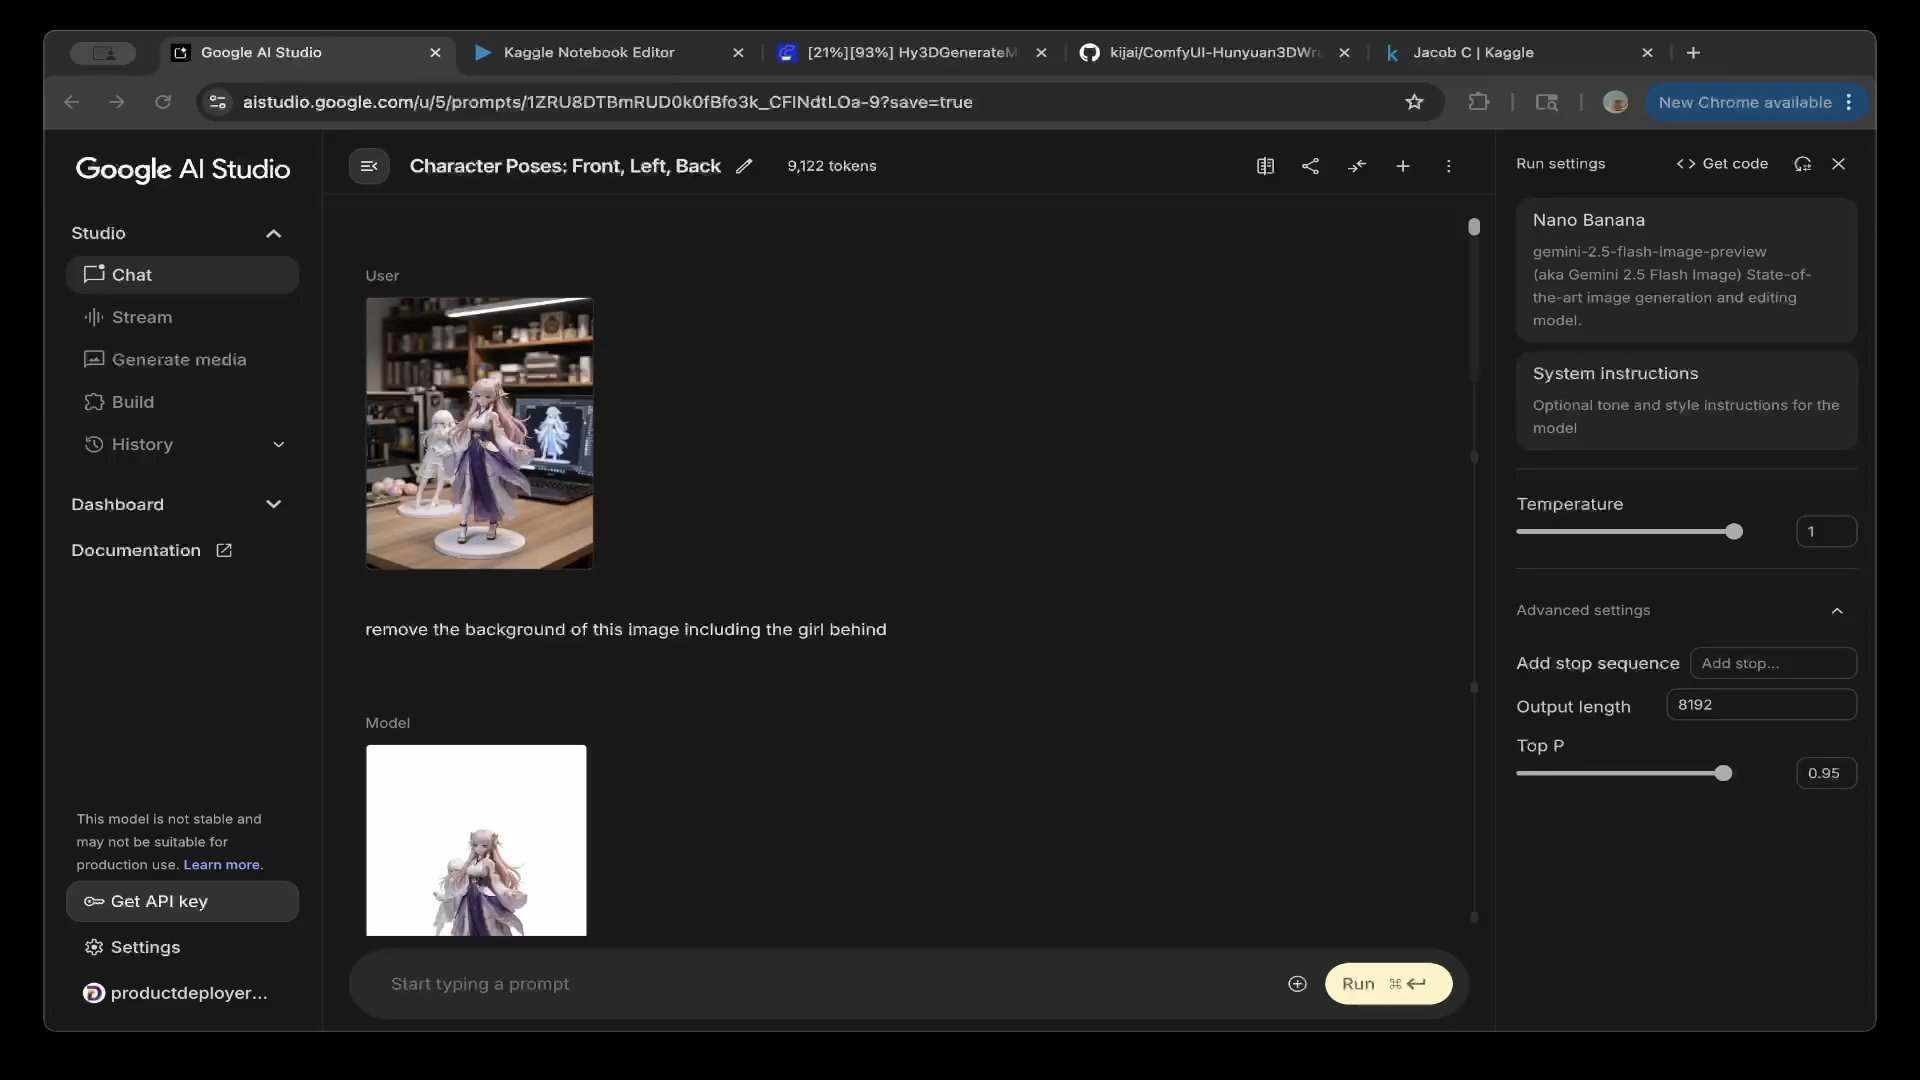 Google AI Studio
Kaggle Notebook Editor
[21%][93%] Hy3DGenerateM
kijai/ComfyUI-Hunyuan3DWra
Jacob C | Kaggle
aistudio.google.com/u/5/prompts/1ZRU8DTBmRUD0k0fBfo3k_CFlNdtLOa-9?save=true
New Chrome available
Google AI Studio
Studio
Chat
Stream
Generate media
Build
History
Dashboard
Documentation
This model is not stable and
may not be suitable for
production use. Learn more.
Get API key
Settings
productdeployer...
Character Poses: Front, Left, Back
9,122 tokens
User
remove the background of this image including the girl behind
Model
Start typing a prompt
Run ⌘ ↵
Run settings
<> Get code
Nano Banana
gemini-2.5-flash-image-preview
(aka Gemini 2.5 Flash Image) State-of-
the-art image generation and editing
model.
System instructions
Optional tone and style instructions for the
model
Temperature
1
Advanced settings
Add stop sequence
Add stop...
Output length
8192
Top P
0.95